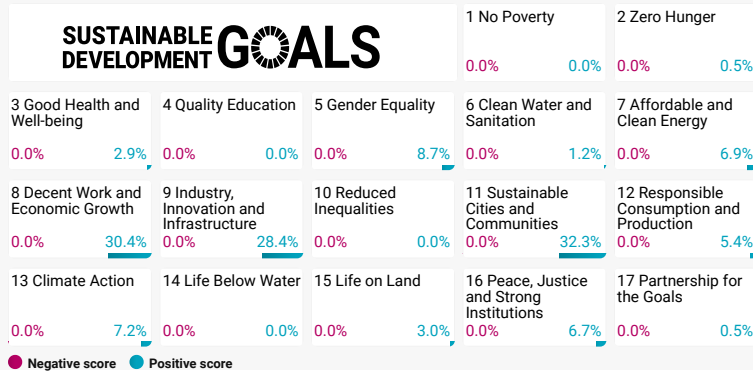 SUSTAINABLE
DEVELOPMENT GOALS
1 No Poverty
0.0% 0.0%
2 Zero Hunger
0.0% 0.5%
3 Good Health and
Well-being
0.0% 2.9%
4 Quality Education
0.0% 0.0%
5 Gender Equality
0.0% 8.7%
6 Clean Water and
Sanitation
0.0% 1.2%
7 Affordable and
Clean Energy
0.0% 6.9%
8 Decent Work and
Economic Growth
0.0% 30.4%
9 Industry,
Innovation and
Infrastructure
0.0% 28.4%
10 Reduced
Inequalities
0.0% 0.0%
11 Sustainable
Cities and
Communities
0.0% 32.3%
12 Responsible
Consumption and
Production
0.0% 5.4%
13 Climate Action
0.0% 7.2%
14 Life Below Water
0.0% 0.0%
15 Life on Land
0.0% 3.0%
16 Peace, Justice
and Strong
Institutions
0.0% 6.7%
17 Partnership for
the Goals
0.0% 0.5%
Negative score Positive score